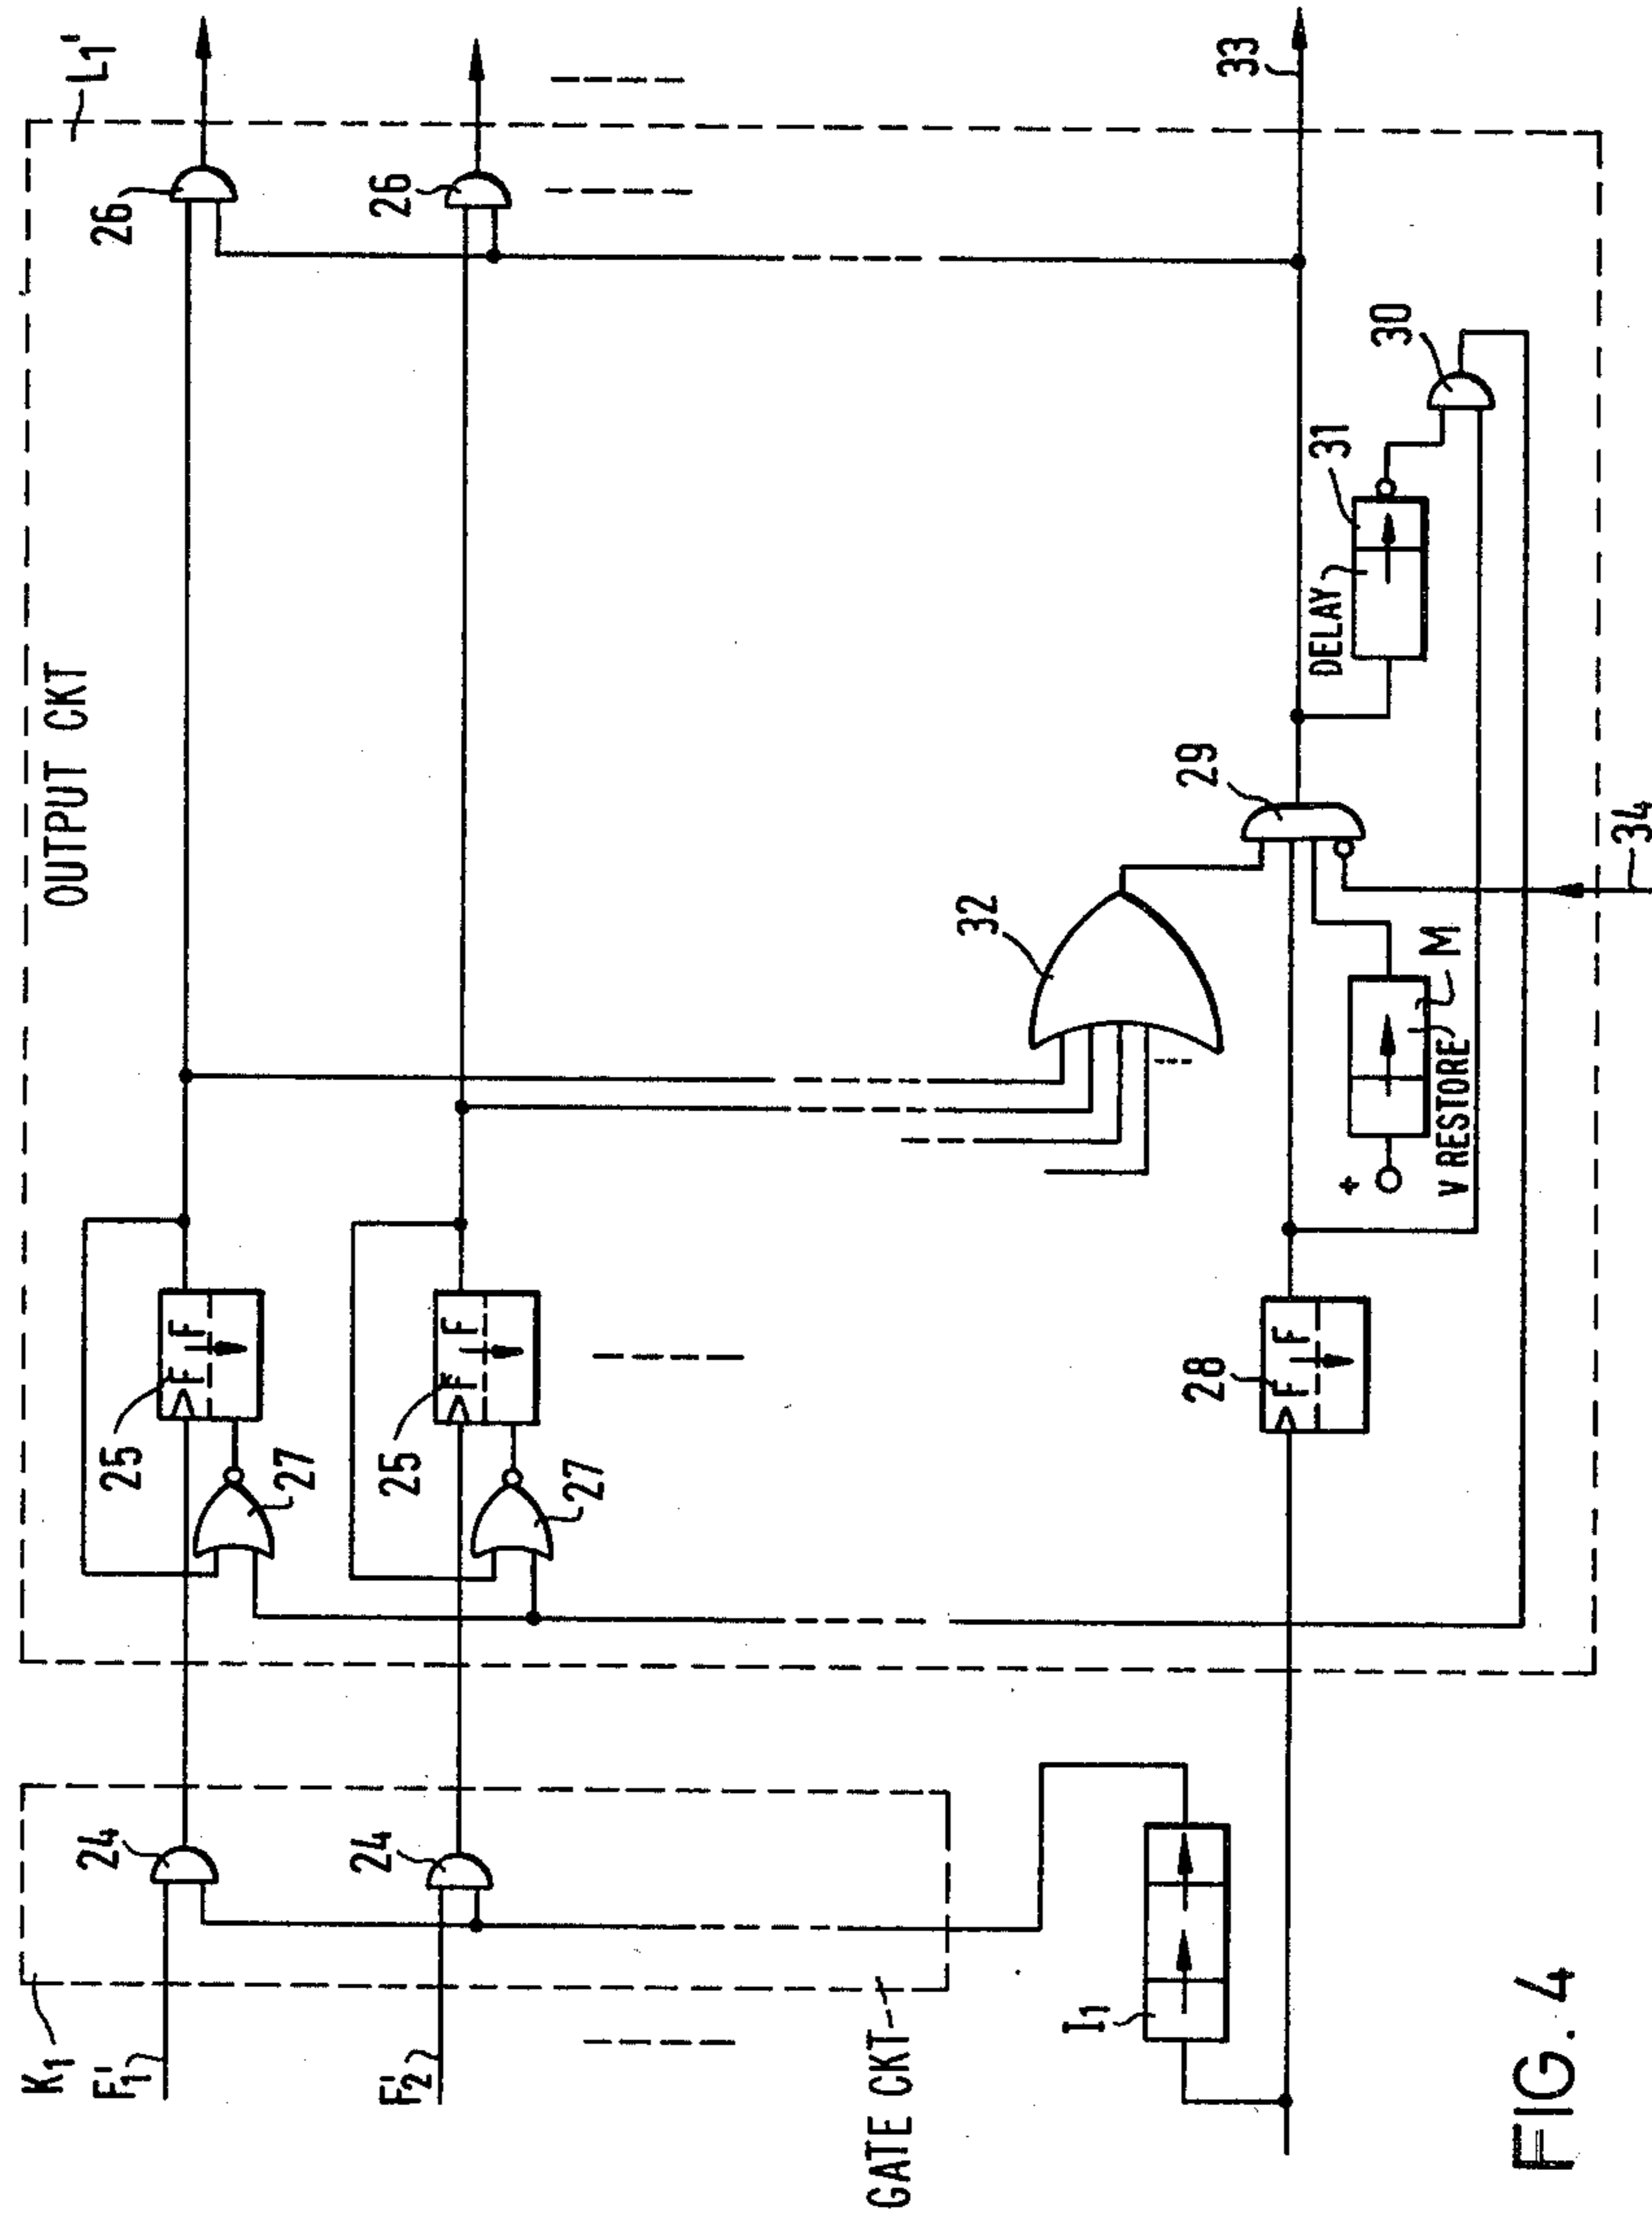 K1
F'1
F'2
GATE CKT
24
24
I1
OUTPUT CKT
L1'
25
F F
27
25
F F
27
28
F F
26
26
32
29
+
V RESTORE
M
34
DELAY
31
30
33
FIG. 4